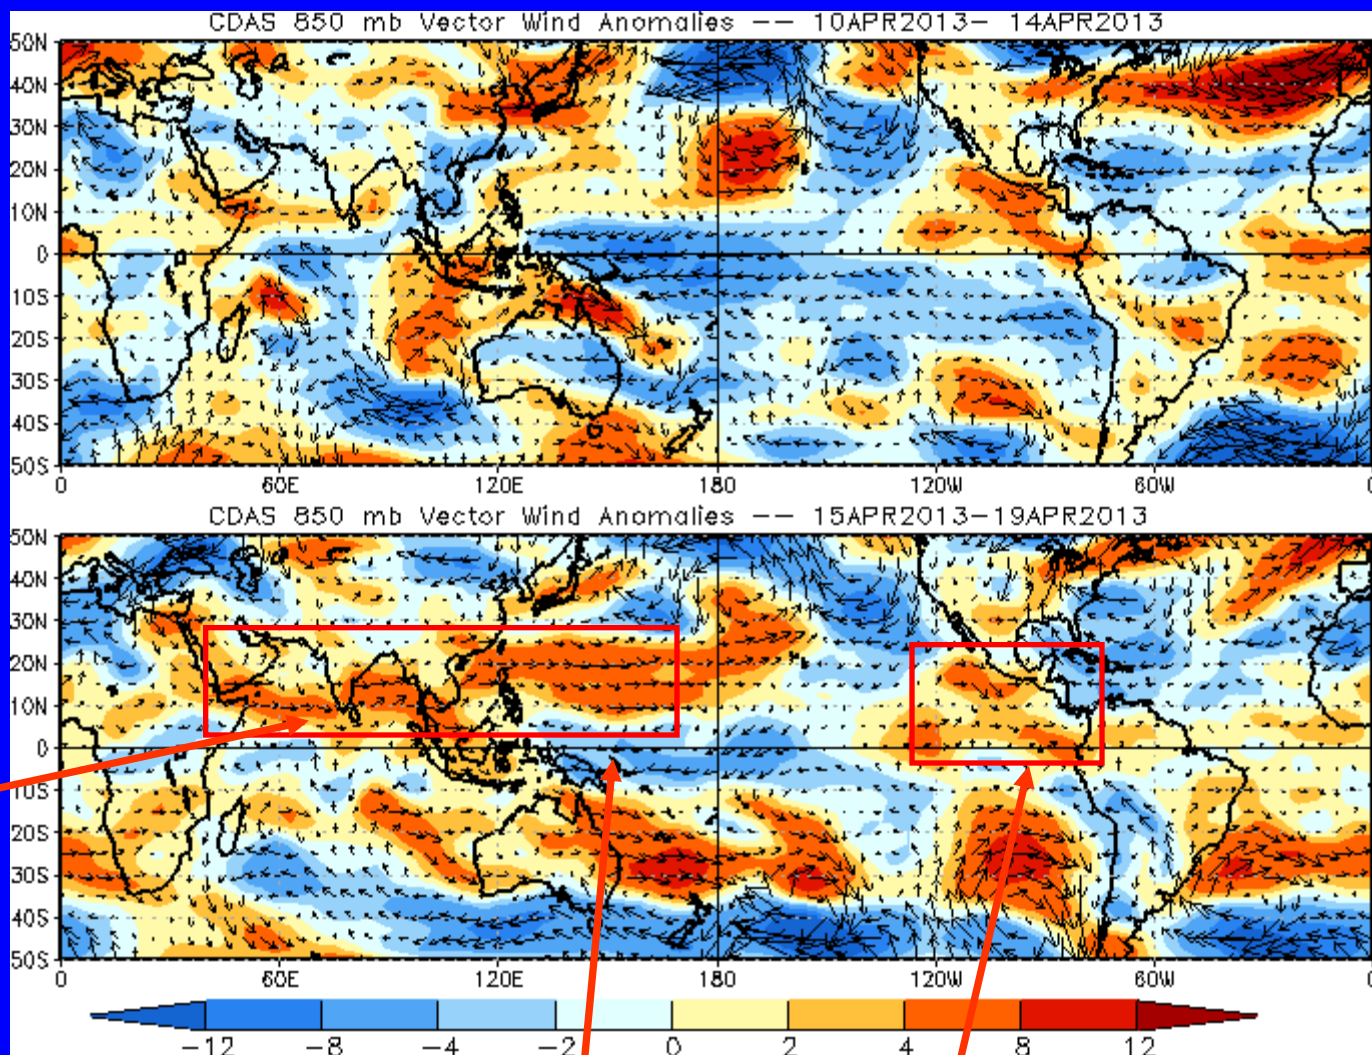 CDAS 850 mb Vector Wind Anomalies -- 10APR2013- 14APR2013
50N
40N
30N
20N
10N
0
10S
20S
30S
40S
50S
0 60E 120E 180 120W 60W 0
CDAS 850 mb Vector Wind Anomalies -- 15APR2013-19APR2013
50N
40N
30N
20N
10N
0
10S
20S
30S
40S
50S
0 60E 120E 180 120W 60W 0
-12 -8 -4 -2 0 2 4 8 12